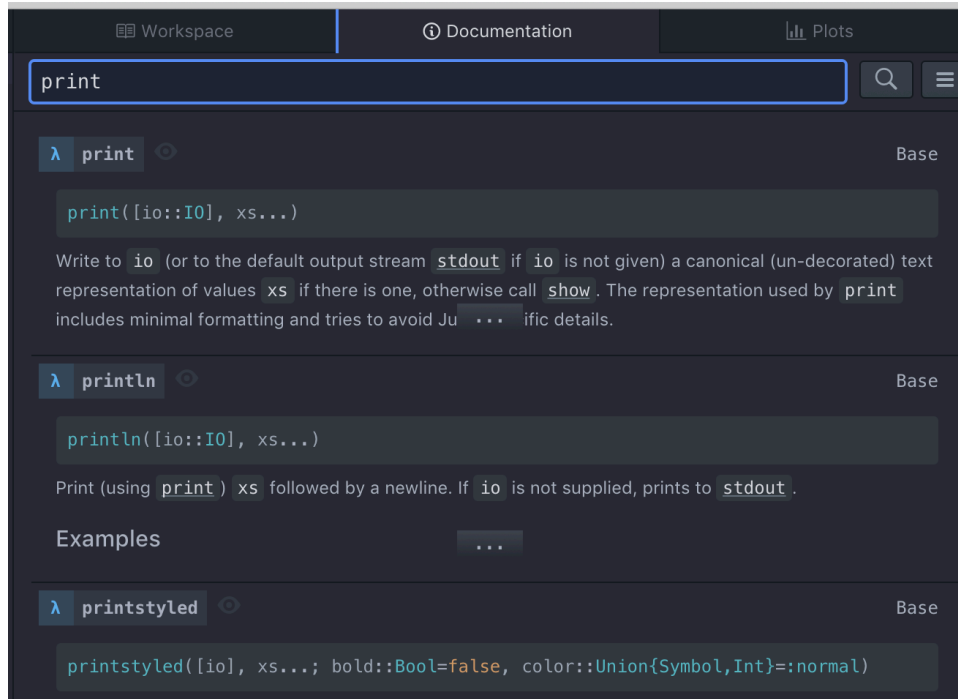 Workspace Documentation Plots
print
λ print Base
print([io::IO], xs...)
Write to io (or to the default output stream stdout if io is not given) a canonical (un-decorated) text
representation of values xs if there is one, otherwise call show. The representation used by print
includes minimal formatting and tries to avoid Ju ... ific details.
λ println Base
println([io::IO], xs...)
Print (using print) xs followed by a newline. If io is not supplied, prints to stdout.
Examples
...
λ printstyled Base
printstyled([io], xs...; bold::Bool=false, color::Union{Symbol,Int}=:normal)